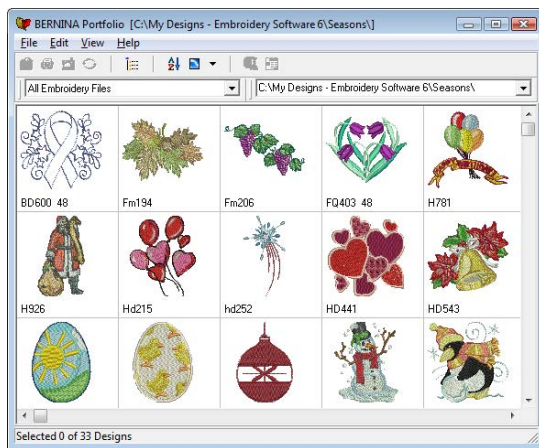 BERNINA Portfolio [C:\My Designs - Embroidery Software 6\Seasons\]
File Edit View Help
All Embroidery Files C:\My Designs - Embroidery Software 6\Seasons\
BD600 48 Fm194 Fm206 FQ403 48 H781
H926 Hd215 hd252 HD441 HD543
Selected 0 of 33 Designs